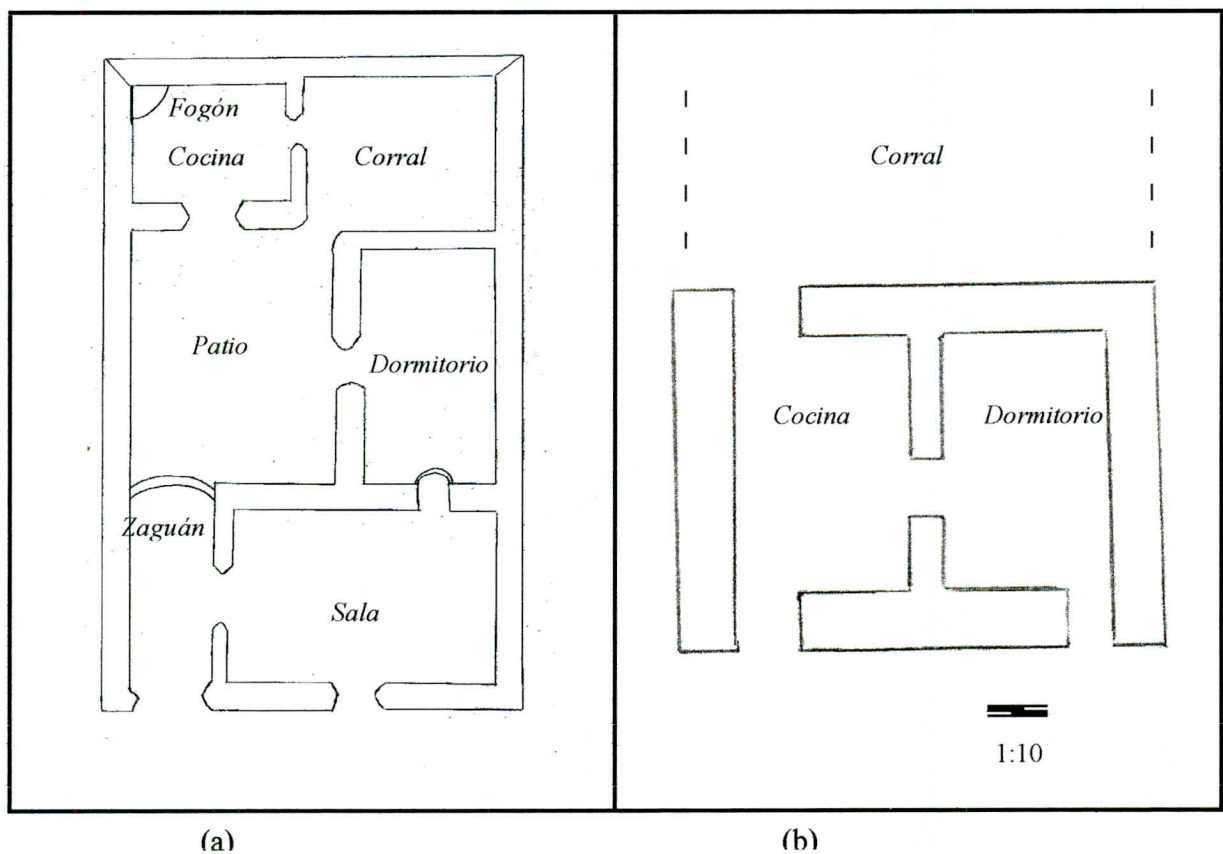 Fogón
Cocina
Corral
Patio
Dormitorio
Zaguán
Sala
Corral
Cocina
Dormitorio
1:10
(a)
(b)